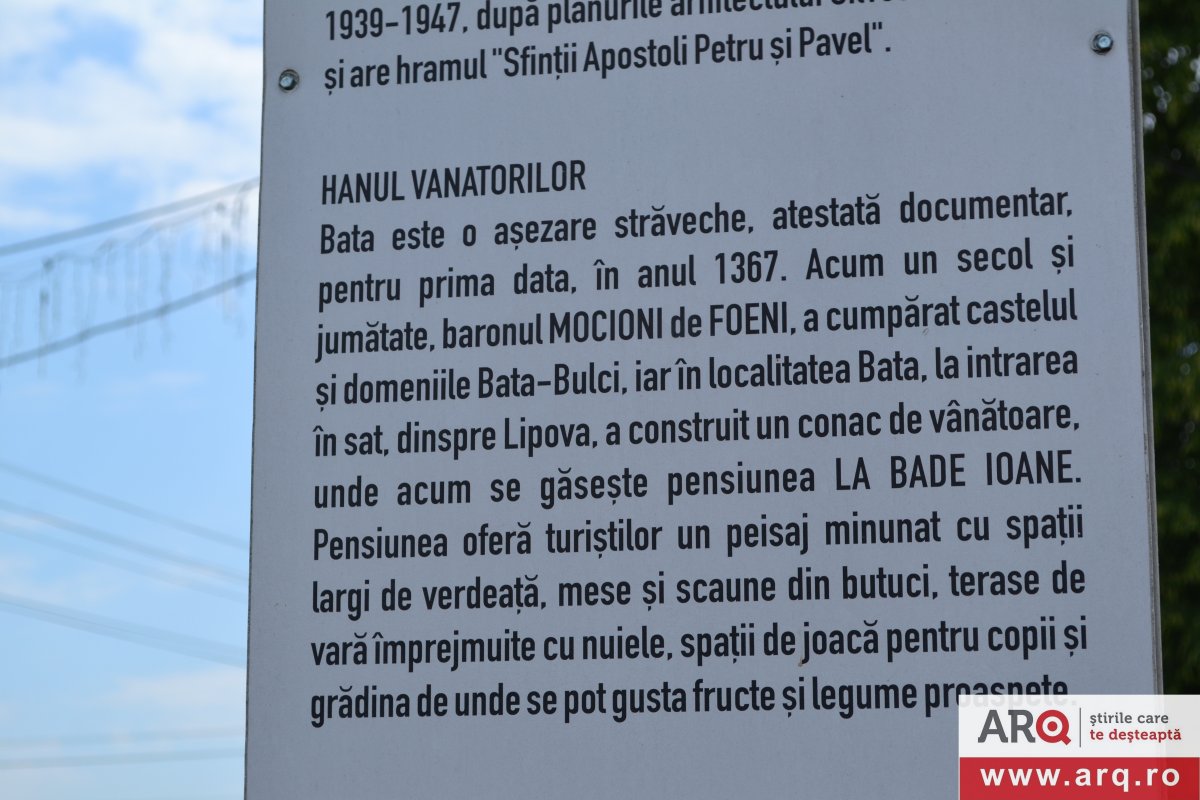 1939-1947, după planurile arhitectului
și are hramul "Sfinții Apostoli Petru și Pavel".
HANUL VANATORILOR
Bata este o așezare străveche, atestată documentar,
pentru prima data, în anul 1367. Acum un secol și
jumătate, baronul MOCIONI de FOENI, a cumpărat castelul
și domeniile Bata-Bulci, iar în localitatea Bata, la intrarea
în sat, dinspre Lipova, a construit un conac de vânătoare,
unde acum se găsește pensiunea LA BADE IOANE.
Pensiunea oferă turiștilor un peisaj minunat cu spații
largi de verdeață, mese și scaune din butuci, terase de
vară împrejmuite cu nuiele, spații de joacă pentru copii și
grădina de unde se pot gusta fructe și legume proaspete.
ARQ știrile care
te deșteaptă
www.arq.ro